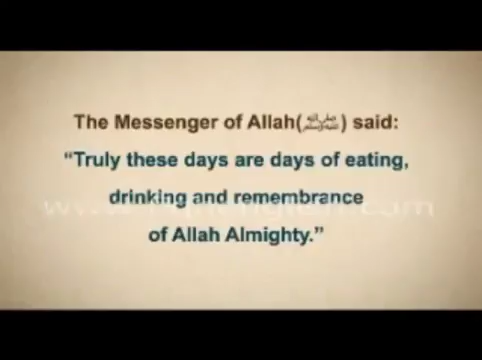 The Messenger of Allah(ﷺ) said:
“Truly these days are days of eating,
drinking and remembrance
of Allah Almighty.”